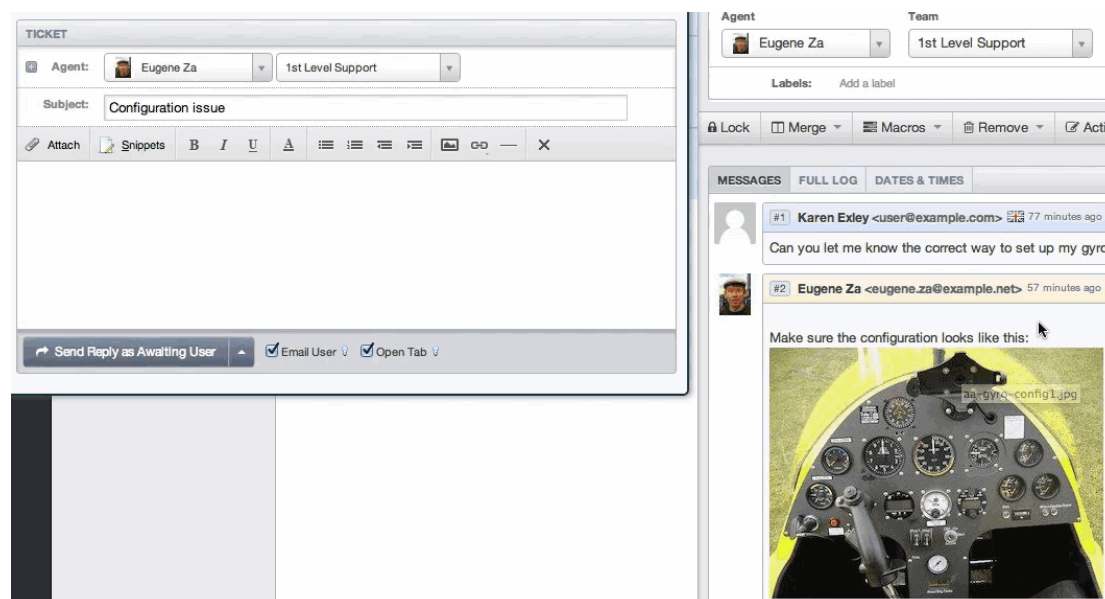 TICKET
Agent: Eugene Za 1st Level Support
Subject: Configuration issue
Attach Snippets B I U A
Send Reply as Awaiting User Email User Open Tab
Agent Team
Eugene Za 1st Level Support
Labels: Add a label
Lock Merge Macros Remove Acti
MESSAGES FULL LOG DATES & TIMES
#1 Karen Exley <user@example.com> 77 minutes ago
Can you let me know the correct way to set up my gyro
#2 Eugene Za <eugene.za@example.net> 57 minutes ago
Make sure the configuration looks like this:
aa-gyro-config1.jpg